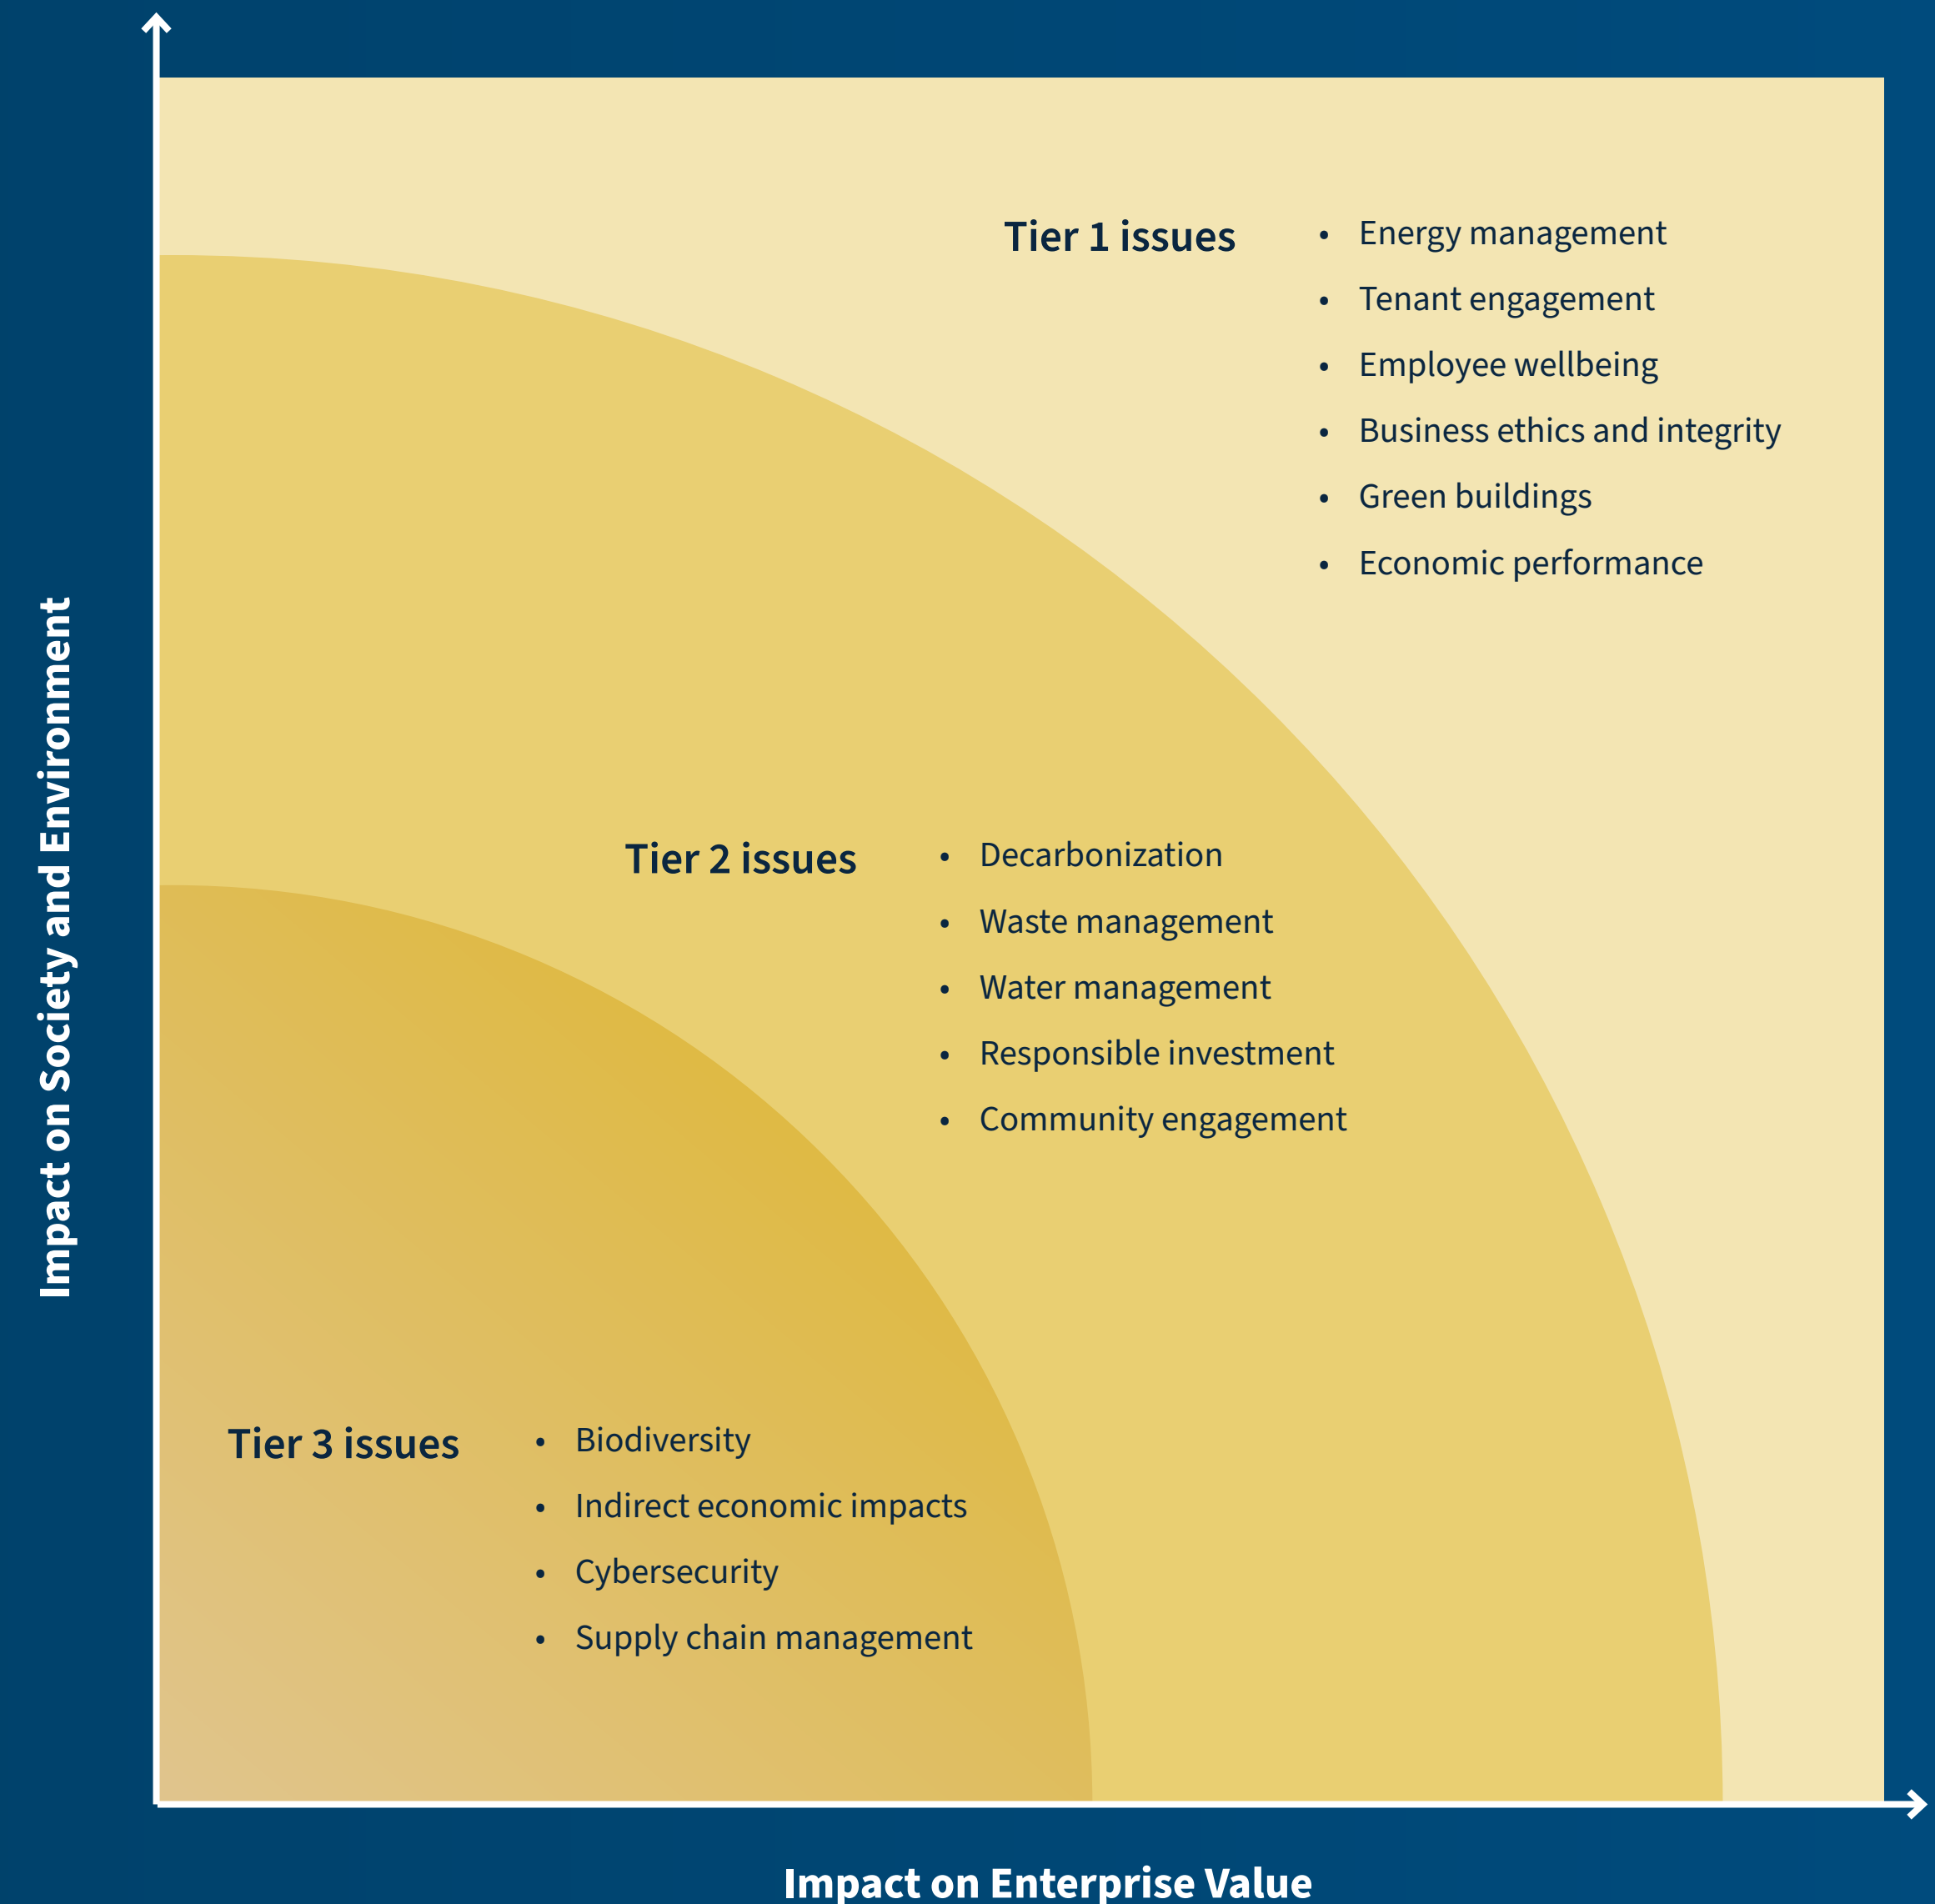 Impact on Society and Environment
Tier 1 issues
• Energy management
• Tenant engagement
• Employee wellbeing
• Business ethics and integrity
• Green buildings
• Economic performance
Tier 2 issues
• Decarbonization
• Waste management
• Water management
• Responsible investment
• Community engagement
Tier 3 issues
• Biodiversity
• Indirect economic impacts
• Cybersecurity
• Supply chain management
Impact on Enterprise Value